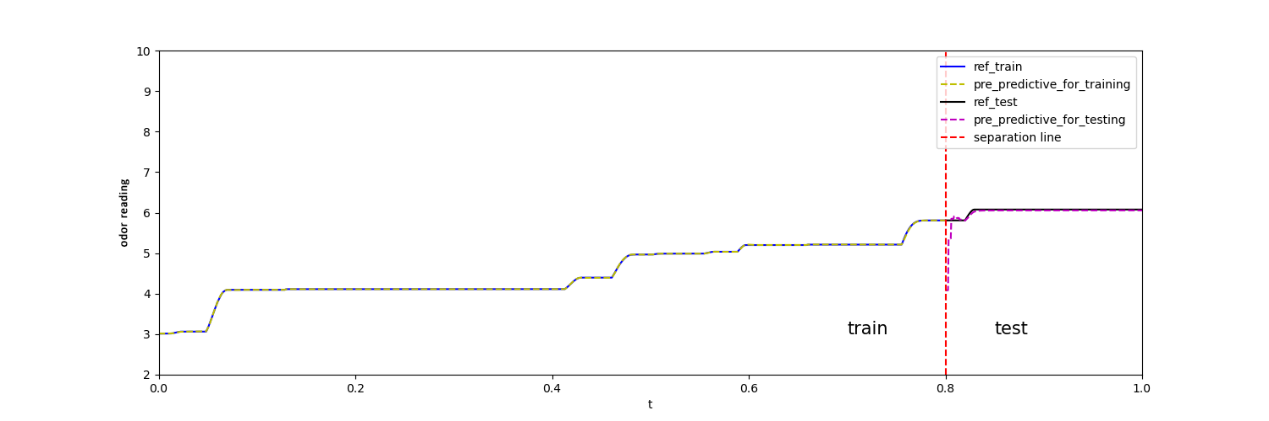 10
9
8
7
6
5
4
3
2
odor reading
0.0 0.2 0.4 0.6 0.8 1.0
t
ref_train
pre_predictive_for_training
ref_test
pre_predictive_for_testing
separation line
train test